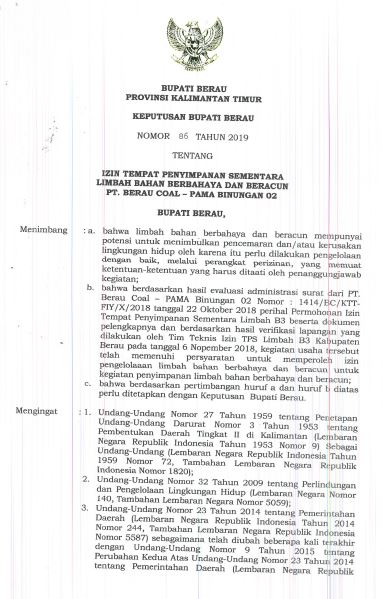 BUPATI BERAU
PROVINSI KALIMANTAN TIMUR
KEPUTUSAN BUPATI BERAU
NOMOR 86 TAHUN 2019
TENTANG
IZIN TEMPAT PENYIMPANAN SEMENTARA
LIMBAH BAHAN BERBAHAYA DAN BERACUN
PT. BERAU COAL – PAMA BINUNGAN 02
BUPATI BERAU,
Menimbang : a. bahwa limbah bahan berbahaya dan beracun mempunyai
potensi untuk menimbulkan pencemaran dan/atau kerusakan
lingkungan hidup oleh karena itu perlu dilakukan pengelolaan
dengan baik, melalui perangkat perizinan, yang memuat
ketentuan-ketentuan yang harus ditaati oleh penanggungjawab
kegiatan;
b. bahwa berdasarkan hasil evaluasi administrasi surat dari PT.
Berau Coal – PAMA Binungan 02 Nomor : 1414/BC/KTT-
FIY/X/2018 tanggal 22 Oktober 2018 perihal Permohonan Izin
Tempat Penyimpanan Sementara Limbah B3 beserta dokumen
pelengkapnya dan berdasarkan hasil verifikasi lapangan yang
dilakukan oleh Tim Teknis Izin TPS Limbah B3 Kabupaten
Berau pada tanggal 6 Nopember 2018, kegiatan usaha tersebut
telah memenuhi persyaratan untuk memperoleh izin
pengelolaaan limbah bahan berbahaya dan beracun untuk
kegiatan penyimpanan limbah bahan berbahaya dan beracun;
c. bahwa berdasarkan pertimbangan huruf a dan huruf b diatas
perlu ditetapkan dengan Keputusan Bupati Berau.
Mengingat : 1. Undang-Undang Nomor 27 Tahun 1959 tentang Penetapan
Undang-Undang Darurat Nomor 3 Tahun 1953 tentang
Pembentukan Daerah Tingkat II di Kalimantan (Lembaran
Negara Republik Indonesia Tahun 1953 Nomor 9) Sebagai
Undang-Undang (Lembaran Negara Republik Indonesia Tahun
1959 Nomor 72, Tambahan Lembaran Negara Republik
Indonesia Nomor 1820);
2. Undang-Undang Nomor 32 Tahun 2009 tentang Perlindungan
dan Pengelolaan Lingkungan Hidup (Lembaran Negara Nomor
140, Tambahan Lembaran Negara Nomor 5059);
3. Undang-Undang Nomor 23 Tahun 2014 tentang Pemerintahan
Daerah (Lembaran Negara Republik Indonesia Tahun 2014
Nomor 244, Tambahan Lembaran Negara Republik Indonesia
Nomor 5587) sebagaimana telah diubah beberapa kali terakhir
dengan Undang-Undang Nomor 9 Tahun 2015 tentang
Perubahan Kedua Atas Undang-Undang Nomor 23 Tahun 2014
tentang Pemerintahan Daerah (Lembaran Negara Republik